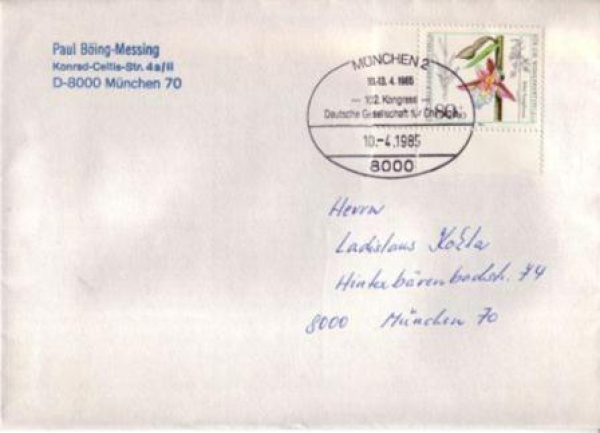 Paul Böing-Messing
Konrad-Celtis-Str. 4a/II
D-8000 München 70
MÜNCHEN 2
10.-13. 4. 1985
— 102. Kongress —
Deutsche Gesellschaft für Chirurgie
10.-4.1985
8000
80
Herrn
Ladislaus
Hinterbärenbadstr. 74
8000 München 70